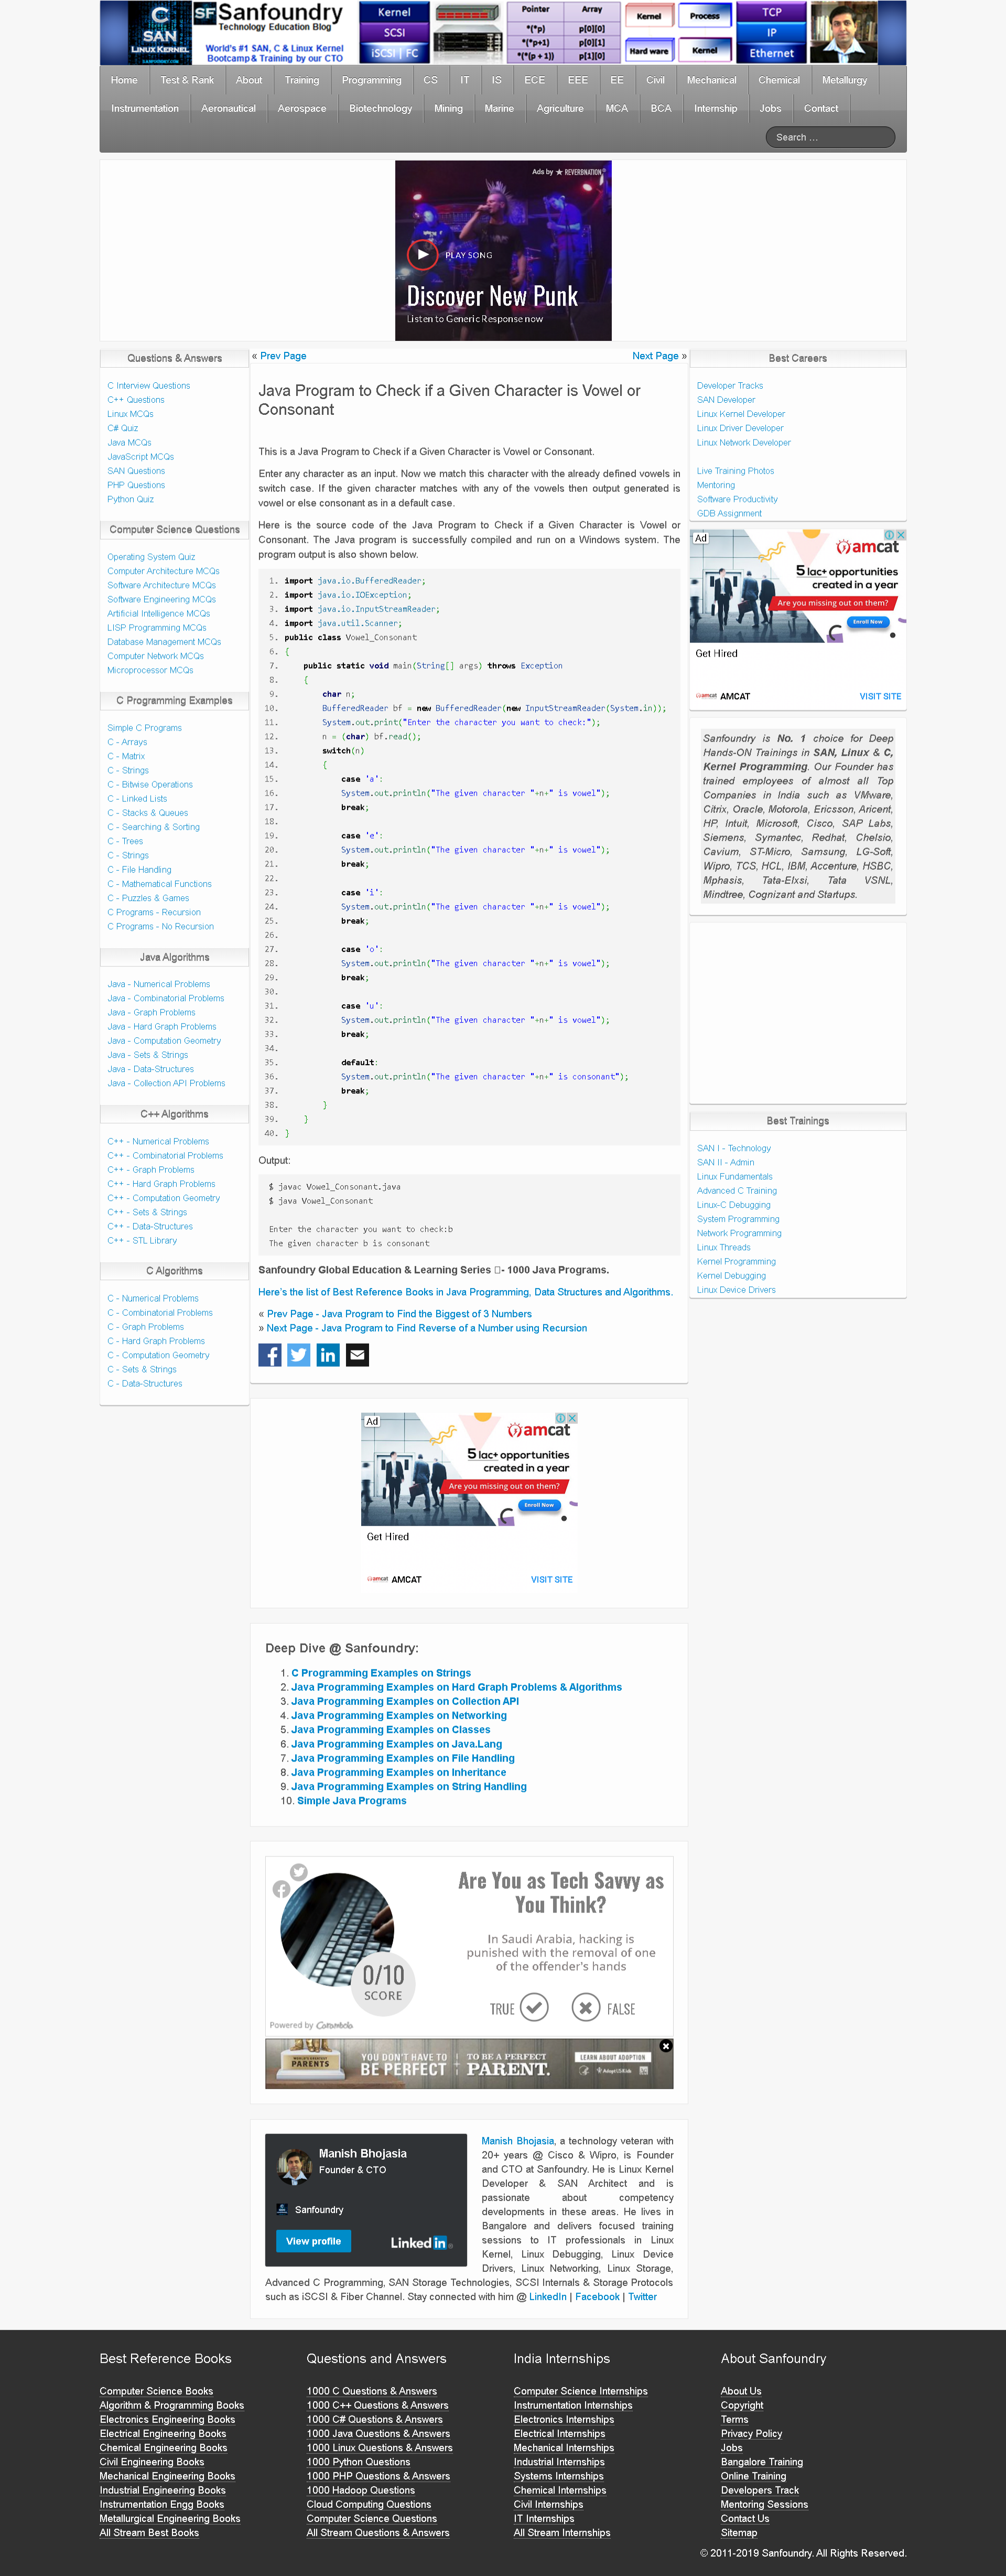 SAN
LINUX KERNEL
SF Sanfoundry
Technology Education Blog
World's #1 SAN, C & Linux Kernel
Bootcamp & Training by our CTO
Kernel
SCSI
iSCSI | FC
Pointer Array
*(*p) p[0][0]
*(*p+1) p[0][1]
*(*(p + 1)) p[1][0]
Kernel Process
Hard ware Kernel
TCP
IP
Ethernet
Home Test & Rank About Training Programming CS IT IS ECE EEE EE Civil Mechanical Chemical Metallurgy
Instrumentation Aeronautical Aerospace Biotechnology Mining Marine Agriculture MCA BCA Internship Jobs Contact
Search ...
Ads by REVERBNATION
PLAY SONG
Discover New Punk
Listen to Generic Response now
Questions & Answers
C Interview Questions
C++ Questions
Linux MCQs
C# Quiz
Java MCQs
JavaScript MCQs
SAN Questions
PHP Questions
Python Quiz
Computer Science Questions
Operating System Quiz
Computer Architecture MCQs
Software Architecture MCQs
Software Engineering MCQs
Artificial Intelligence MCQs
LISP Programming MCQs
Database Management MCQs
Computer Network MCQs
Microprocessor MCQs
C Programming Examples
Simple C Programs
C - Arrays
C - Matrix
C - Strings
C - Bitwise Operations
C - Linked Lists
C - Stacks & Queues
C - Searching & Sorting
C - Trees
C - Strings
C - File Handling
C - Mathematical Functions
C - Puzzles & Games
C Programs - Recursion
C Programs - No Recursion
Java Algorithms
Java - Numerical Problems
Java - Combinatorial Problems
Java - Graph Problems
Java - Hard Graph Problems
Java - Computation Geometry
Java - Sets & Strings
Java - Data-Structures
Java - Collection API Problems
C++ Algorithms
C++ - Numerical Problems
C++ - Combinatorial Problems
C++ - Graph Problems
C++ - Hard Graph Problems
C++ - Computation Geometry
C++ - Sets & Strings
C++ - Data-Structures
C++ - STL Library
C Algorithms
C - Numerical Problems
C - Combinatorial Problems
C - Graph Problems
C - Hard Graph Problems
C - Computation Geometry
C - Sets & Strings
C - Data-Structures
« Prev Page Next Page »
Java Program to Check if a Given Character is Vowel or
Consonant
This is a Java Program to Check if a Given Character is Vowel or Consonant.
Enter any character as an input. Now we match this character with the already defined vowels in
switch case. If the given character matches with any of the vowels then output generated is
vowel or else consonant as in a default case.
Here is the source code of the Java Program to Check if a Given Character is Vowel or
Consonant. The Java program is successfully compiled and run on a Windows system. The
program output is also shown below.
1. import java.io.BufferedReader;
2. import java.io.IOException;
3. import java.io.InputStreamReader;
4. import java.util.Scanner;
5. public class Vowel_Consonant
6. {
7. public static void main(String[] args) throws Exception
8. {
9. char n;
10. BufferedReader bf = new BufferedReader(new InputStreamReader(System.in));
11. System.out.print("Enter the character you want to check:");
12. n = (char) bf.read();
13. switch(n)
14. {
15. case 'a':
16. System.out.println("The given character "+n+" is vowel");
17. break;
18.
19. case 'e':
20. System.out.println("The given character "+n+" is vowel");
21. break;
22.
23. case 'i':
24. System.out.println("The given character "+n+" is vowel");
25. break;
26.
27. case 'o':
28. System.out.println("The given character "+n+" is vowel");
29. break;
30.
31. case 'u':
32. System.out.println("The given character "+n+" is vowel");
33. break;
34.
35. default:
36. System.out.println("The given character "+n+" is consonant");
37. break;
38. }
39. }
40. }
Output:
$ javac Vowel_Consonant.java
$ java Vowel_Consonant
Enter the character you want to check:b
The given character b is consonant
Sanfoundry Global Education & Learning Series - 1000 Java Programs.
Here's the list of Best Reference Books in Java Programming, Data Structures and Algorithms.
« Prev Page - Java Program to Find the Biggest of 3 Numbers
» Next Page - Java Program to Find Reverse of a Number using Recursion
Ad
amcat
5 lac+ opportunities
created in a year
Are you missing out on them?
Enroll Now
Get Hired
amcat AMCAT VISIT SITE
Deep Dive @ Sanfoundry:
1. C Programming Examples on Strings
2. Java Programming Examples on Hard Graph Problems & Algorithms
3. Java Programming Examples on Collection API
4. Java Programming Examples on Networking
5. Java Programming Examples on Classes
6. Java Programming Examples on Java.Lang
7. Java Programming Examples on File Handling
8. Java Programming Examples on Inheritance
9. Java Programming Examples on String Handling
10. Simple Java Programs
Are You as Tech Savvy as
You Think?
In Saudi Arabia, hacking is
punished with the removal of one
of the offender's hands
0/10
SCORE
TRUE FALSE
Powered by Carambola
PARENTS
YOU DON'T HAVE TO
BE PERFECT
TO BE A PERFECT
PARENT.
LEARN ABOUT ADOPTION
AdoptUSKids
Manish Bhojasia
Founder & CTO
Sanfoundry
View profile
Linkedin
Manish Bhojasia, a technology veteran with
20+ years @ Cisco & Wipro, is Founder
and CTO at Sanfoundry. He is Linux Kernel
Developer & SAN Architect and is
passionate about competency
developments in these areas. He lives in
Bangalore and delivers focused training
sessions to IT professionals in Linux
Kernel, Linux Debugging, Linux Device
Drivers, Linux Networking, Linux Storage,
Advanced C Programming, SAN Storage Technologies, SCSI Internals & Storage Protocols
such as iSCSI & Fiber Channel. Stay connected with him @ LinkedIn | Facebook | Twitter
Best Careers
Developer Tracks
SAN Developer
Linux Kernel Developer
Linux Driver Developer
Linux Network Developer
Live Training Photos
Mentoring
Software Productivity
GDB Assignment
Ad
amcat
5 lac+ opportunities
created in a year
Are you missing out on them?
Enroll Now
Get Hired
amcat AMCAT VISIT SITE
Sanfoundry is No. 1 choice for Deep
Hands-ON Trainings in SAN, Linux & C,
Kernel Programming. Our Founder has
trained employees of almost all Top
Companies in India such as VMware,
Citrix, Oracle, Motorola, Ericsson, Aricent,
HP, Intuit, Microsoft, Cisco, SAP Labs,
Siemens, Symantec, Redhat, Chelsio,
Cavium, ST-Micro, Samsung, LG-Soft,
Wipro, TCS, HCL, IBM, Accenture, HSBC,
Mphasis, Tata-Elxsi, Tata VSNL,
Mindtree, Cognizant and Startups.
Best Trainings
SAN I - Technology
SAN II - Admin
Linux Fundamentals
Advanced C Training
Linux-C Debugging
System Programming
Network Programming
Linux Threads
Kernel Programming
Kernel Debugging
Linux Device Drivers
Best Reference Books
Computer Science Books
Algorithm & Programming Books
Electronics Engineering Books
Electrical Engineering Books
Chemical Engineering Books
Civil Engineering Books
Mechanical Engineering Books
Industrial Engineering Books
Instrumentation Engg Books
Metallurgical Engineering Books
All Stream Best Books
Questions and Answers
1000 C Questions & Answers
1000 C++ Questions & Answers
1000 C# Questions & Answers
1000 Java Questions & Answers
1000 Linux Questions & Answers
1000 Python Questions
1000 PHP Questions & Answers
1000 Hadoop Questions
Cloud Computing Questions
Computer Science Questions
All Stream Questions & Answers
India Internships
Computer Science Internships
Instrumentation Internships
Electronics Internships
Electrical Internships
Mechanical Internships
Industrial Internships
Systems Internships
Chemical Internships
Civil Internships
IT Internships
All Stream Internships
About Sanfoundry
About Us
Copyright
Terms
Privacy Policy
Jobs
Bangalore Training
Online Training
Developers Track
Mentoring Sessions
Contact Us
Sitemap
© 2011-2019 Sanfoundry. All Rights Reserved.